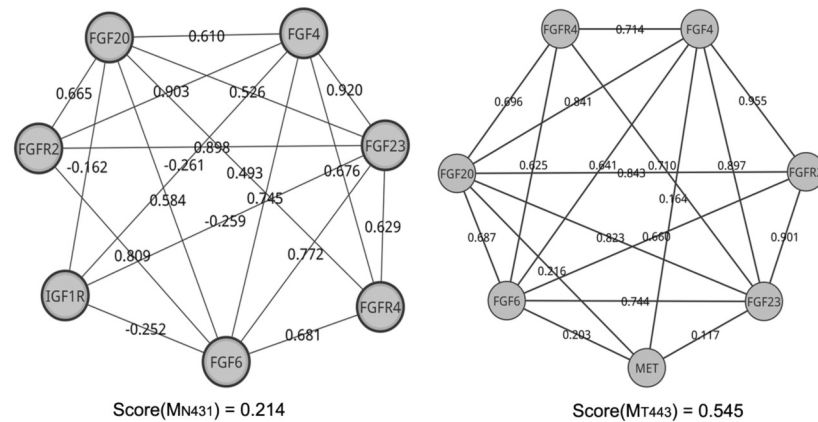 FGF20 0.610 FGF4
0.665 0.903 0.526 0.920
FGFR2 0.898 FGF23
-0.162 -0.261 0.493 0.676
0.584 0.745
-0.259 0.629
0.809 0.772
IGF1R FGFR4
-0.252 0.681
FGF6
Score(MN431) = 0.214
FGFR4 0.714 FGF4
0.696 0.841 0.955
0.625 0.641 0.710 0.897
FGF20 0.843
0.164
0.687 0.823 0.660 0.901
0.216
FGF6 0.744 FGF23
0.203 0.117
MET
Score(MT443) = 0.545